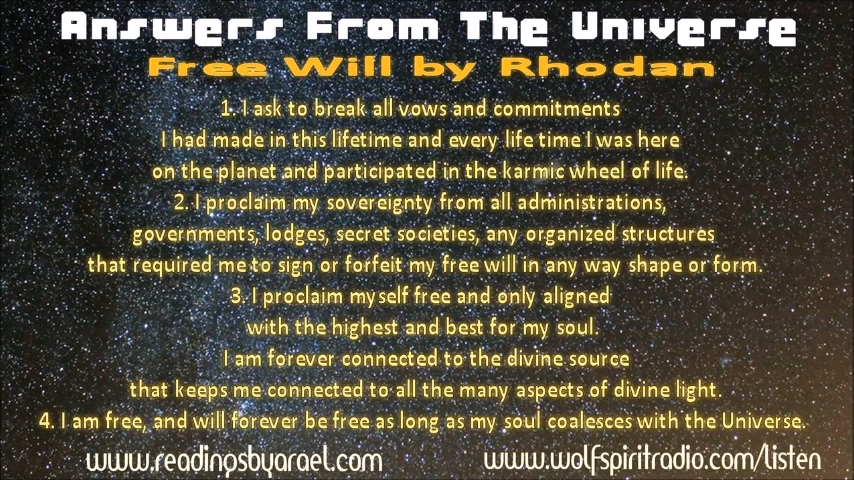 Answers From The Universe
Free Will by Rhodan
1. I ask to break all vows and commitments
I had made in this lifetime and every life time I was here
on the planet and participated in the karmic wheel of life.
2. I proclaim my sovereignty from all administrations,
governments, lodges, secret societies, any organized structures
that required me to sign or forfeit my free will in any way shape or form.
3. I proclaim myself free and only aligned
with the highest and best for my soul.
I am forever connected to the divine source
that keeps me connected to all the many aspects of divine light.
4. I am free, and will forever be free as long as my soul coalesces with the Universe.
www.readingsbyarael.com
www.wolfspiritradio.com/listen